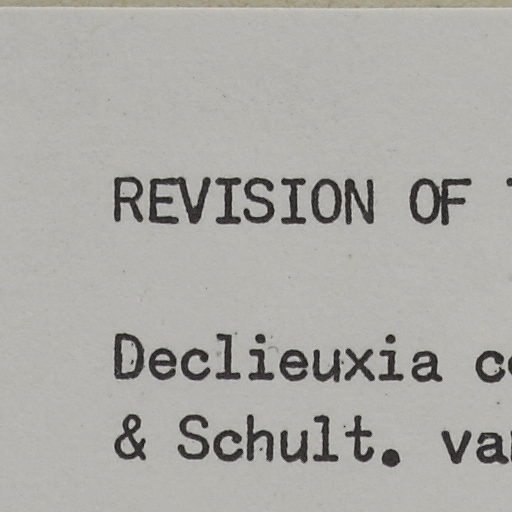 REVISION OF
Declieuxia
& Schult.